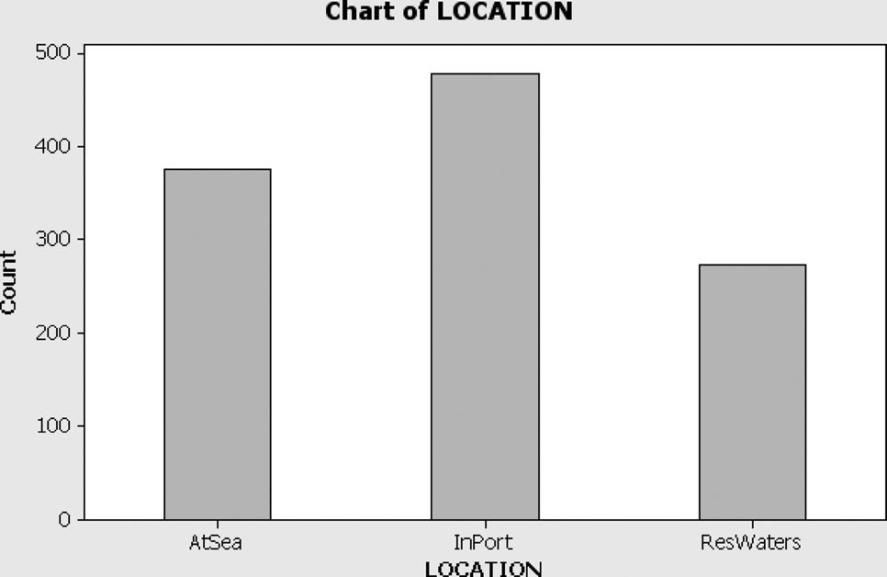 Chart of LOCATION
500
400
300
200
100
0
Count
AtSea
InPort
ResWaters
LOCATION